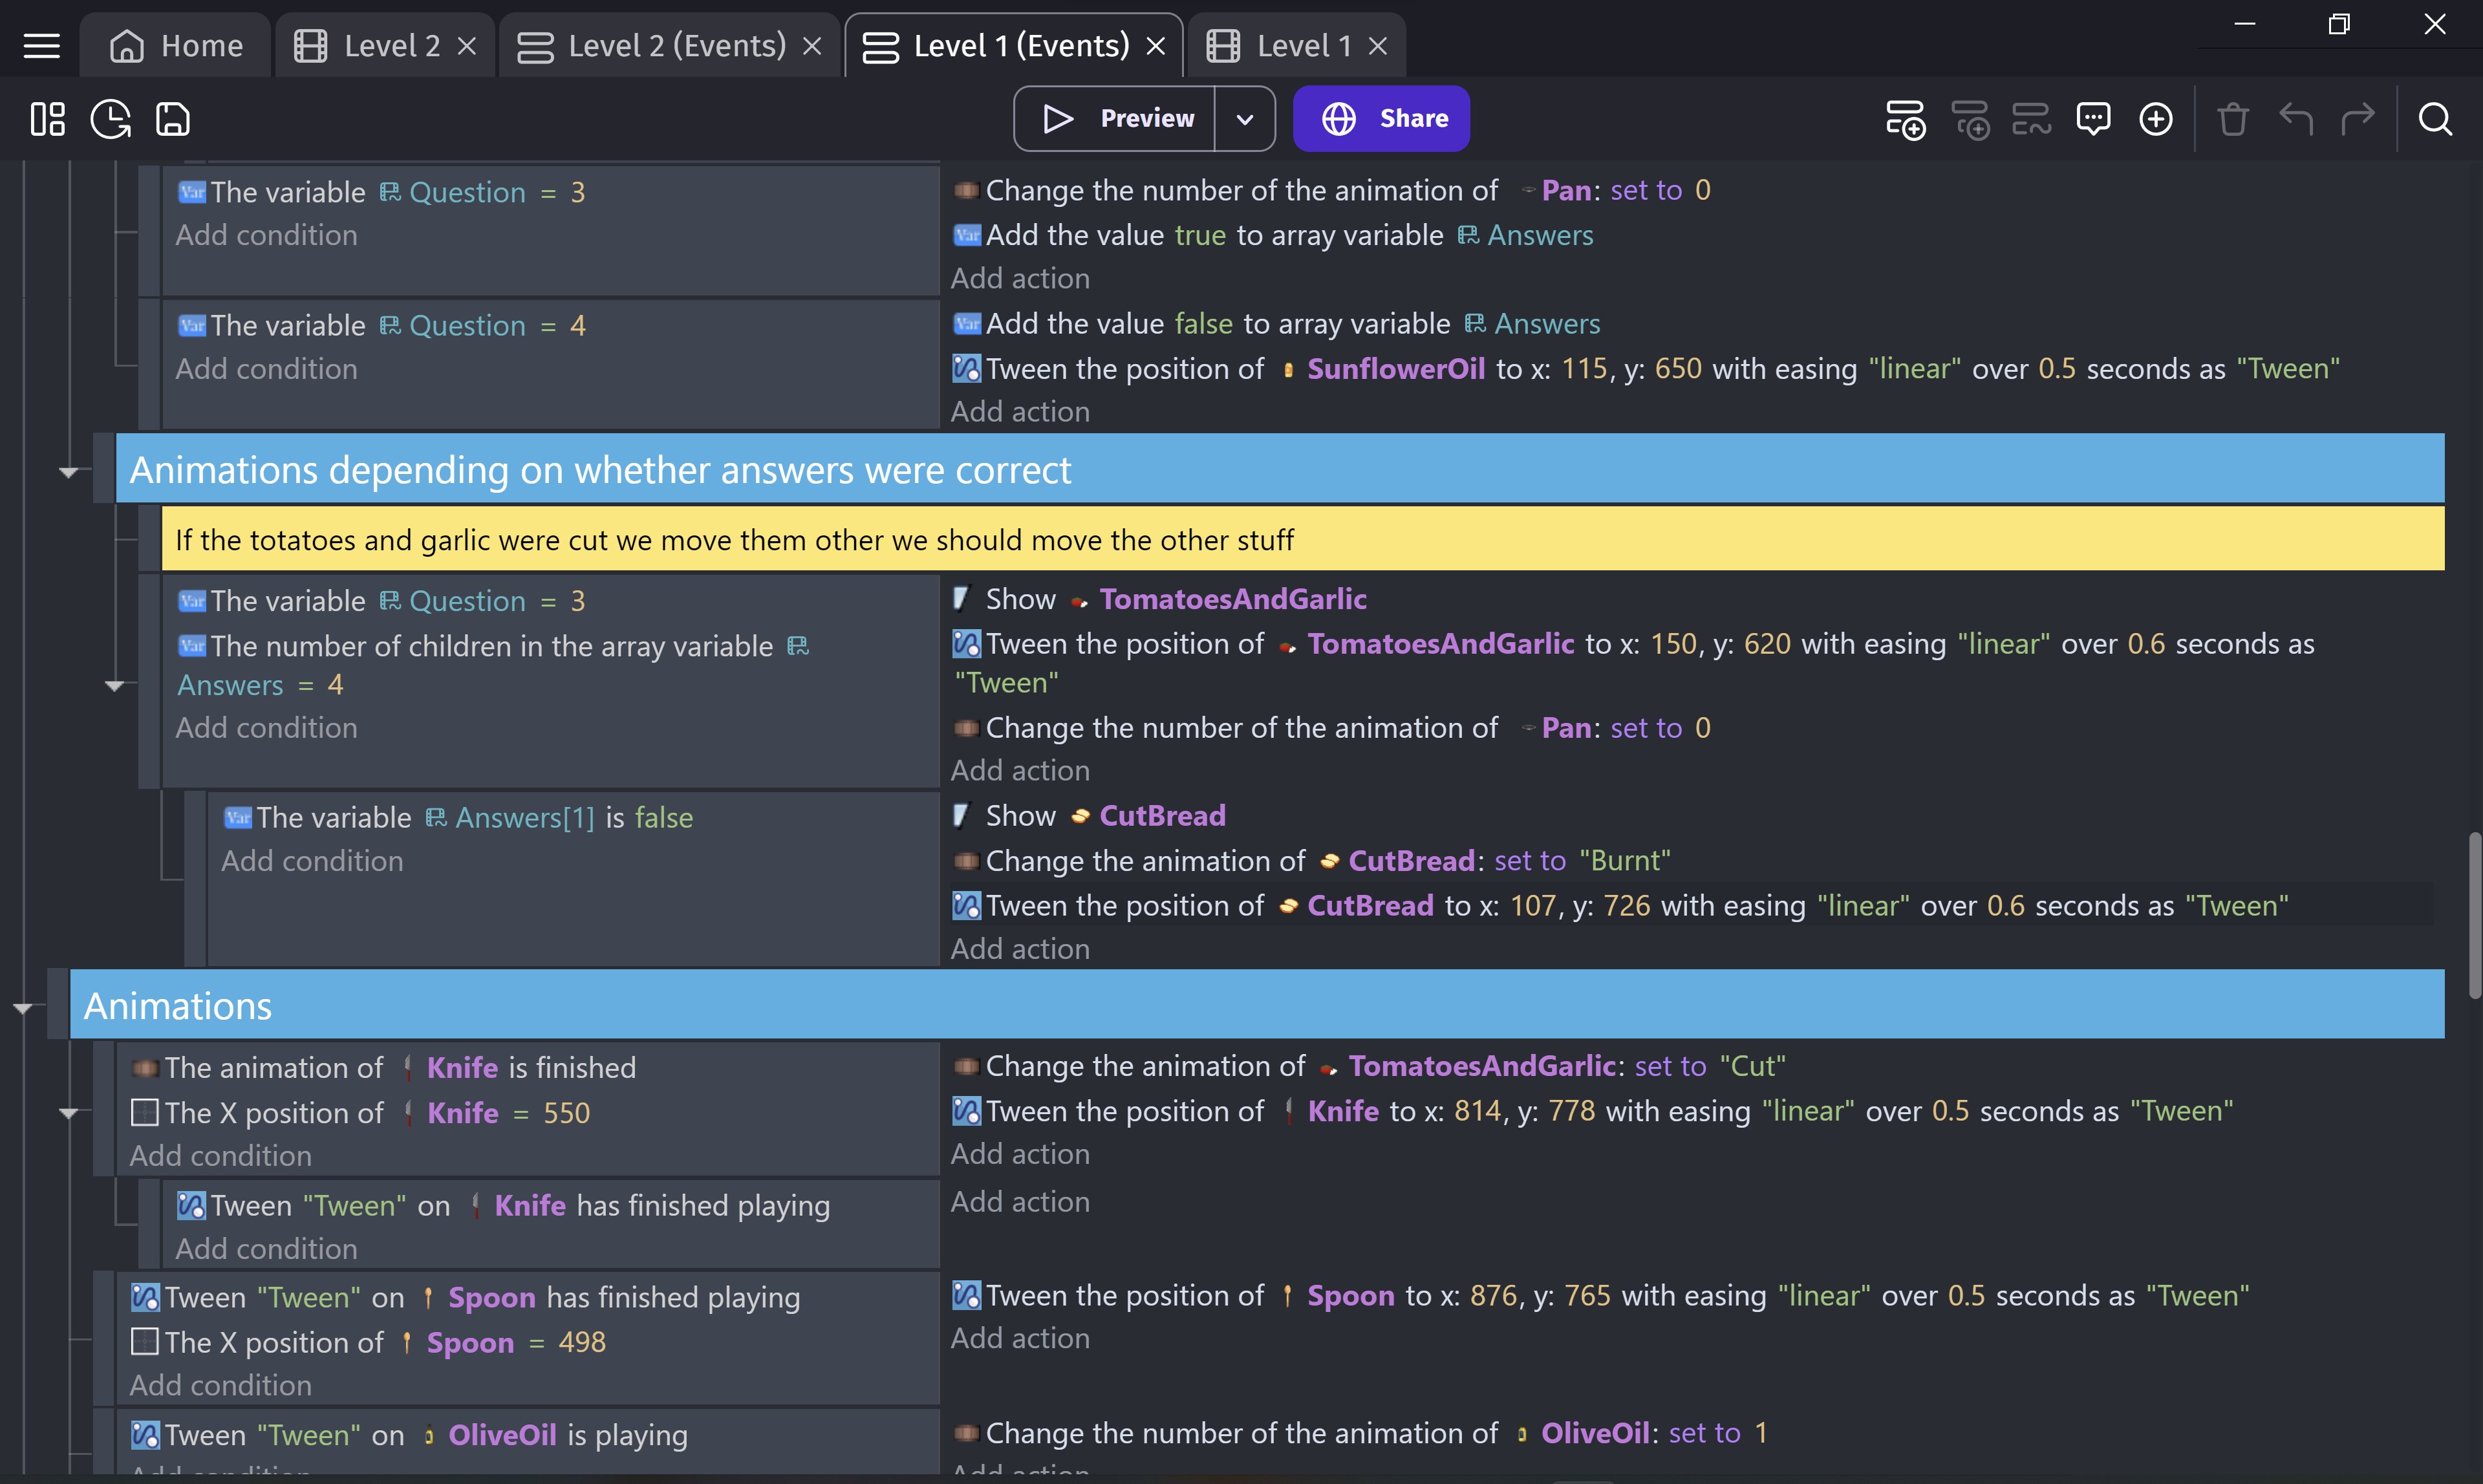 Home
Level 2
Level 2 (Events)
Level 1 (Events)
Level 1
Preview
Share
Var The variable Question = 3
Add condition
Change the number of the animation of Pan: set to 0
Var Add the value true to array variable Answers
Add action
Var The variable Question = 4
Add condition
Var Add the value false to array variable Answers
Tween the position of SunflowerOil to x: 115, y: 650 with easing "linear" over 0.5 seconds as "Tween"
Add action
Animations depending on whether answers were correct
If the totatoes and garlic were cut we move them other we should move the other stuff
Var The variable Question = 3
Var The number of children in the array variable
Answers = 4
Add condition
Show TomatoesAndGarlic
Tween the position of TomatoesAndGarlic to x: 150, y: 620 with easing "linear" over 0.6 seconds as
"Tween"
Change the number of the animation of Pan: set to 0
Add action
Var The variable Answers[1] is false
Add condition
Show CutBread
Change the animation of CutBread: set to "Burnt"
Tween the position of CutBread to x: 107, y: 726 with easing "linear" over 0.6 seconds as "Tween"
Add action
Animations
The animation of Knife is finished
The X position of Knife = 550
Add condition
Change the animation of TomatoesAndGarlic: set to "Cut"
Tween the position of Knife to x: 814, y: 778 with easing "linear" over 0.5 seconds as "Tween"
Add action
Tween "Tween" on Knife has finished playing
Add condition
Add action
Tween "Tween" on Spoon has finished playing
The X position of Spoon = 498
Add condition
Tween the position of Spoon to x: 876, y: 765 with easing "linear" over 0.5 seconds as "Tween"
Add action
Tween "Tween" on OliveOil is playing
Add condition
Change the number of the animation of OliveOil: set to 1
Add action